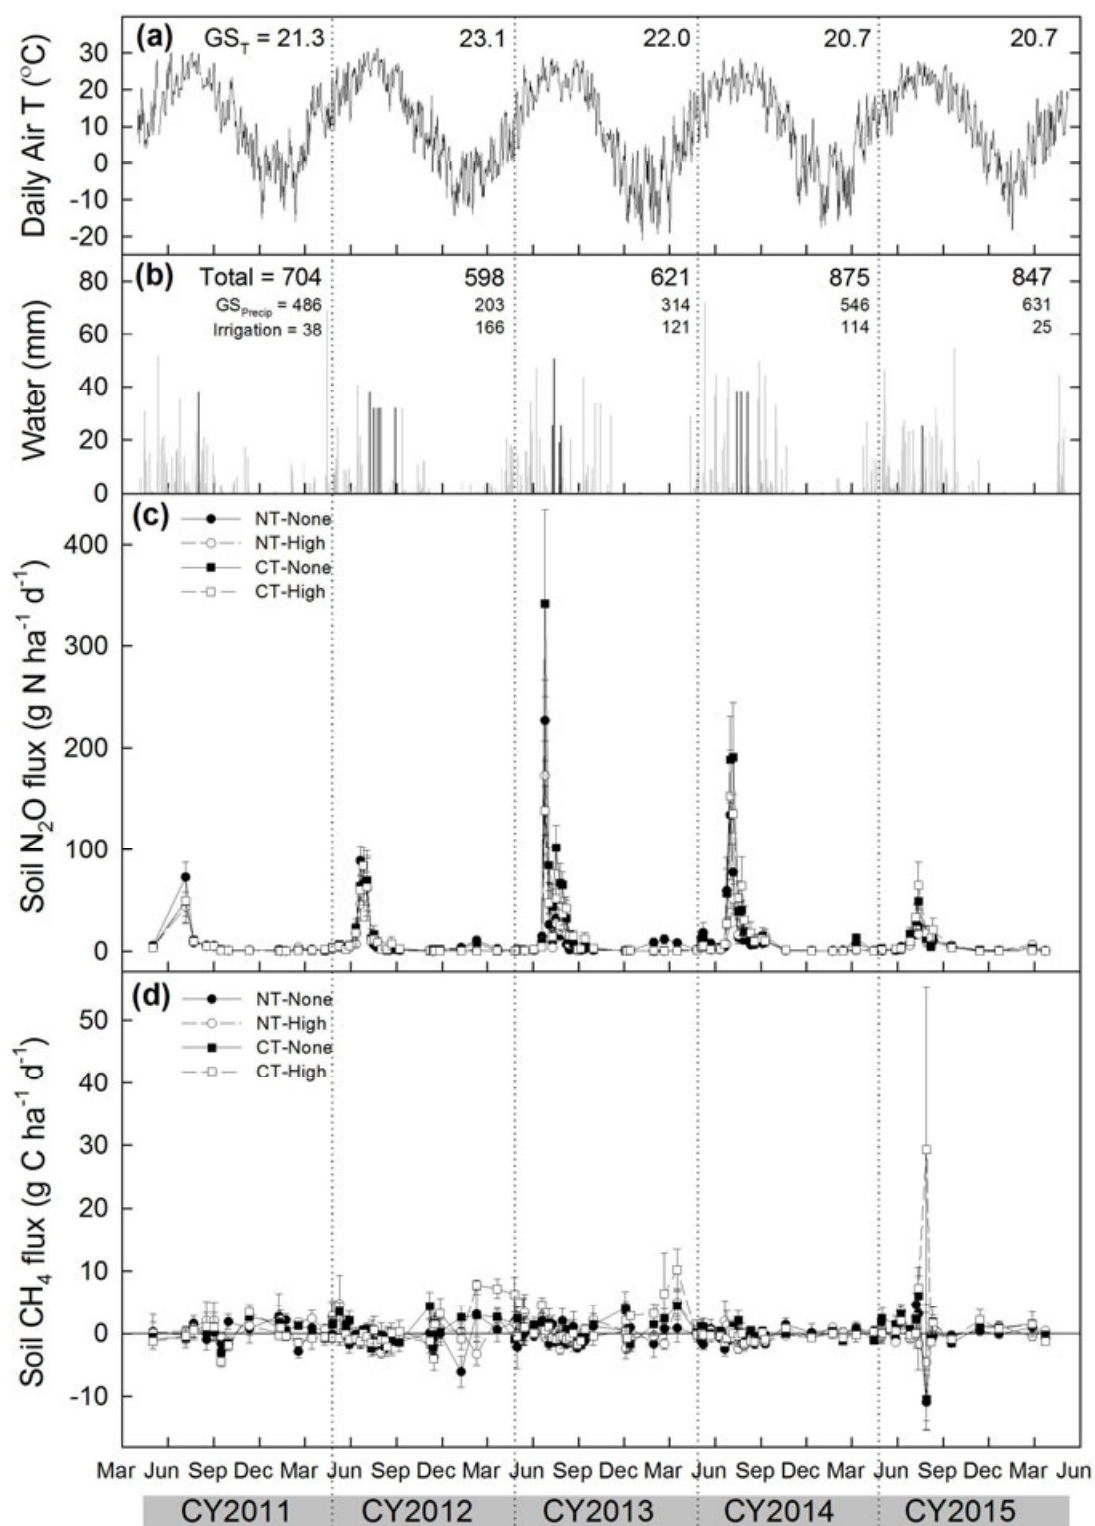 (a) GS_T = 21.3 23.1 22.0 20.7 20.7
Daily Air T (°C)
30
20
10
0
-10
-20
(b) Total = 704 598 621 875 847
GS_Precip = 486 203 314 546 631
Irrigation = 38 166 121 114 25
Water (mm)
80
60
40
20
0
(c)
NT-None
NT-High
CT-None
CT-High
Soil N₂O flux (g N ha⁻¹ d⁻¹)
400
300
200
100
0
(d)
NT-None
NT-High
CT-None
CT-High
Soil CH₄ flux (g C ha⁻¹ d⁻¹)
50
40
30
20
10
0
-10
Mar Jun Sep Dec Mar Jun Sep Dec Mar Jun Sep Dec Mar Jun Sep Dec Mar Jun Sep Dec Mar Jun
CY2011 CY2012 CY2013 CY2014 CY2015